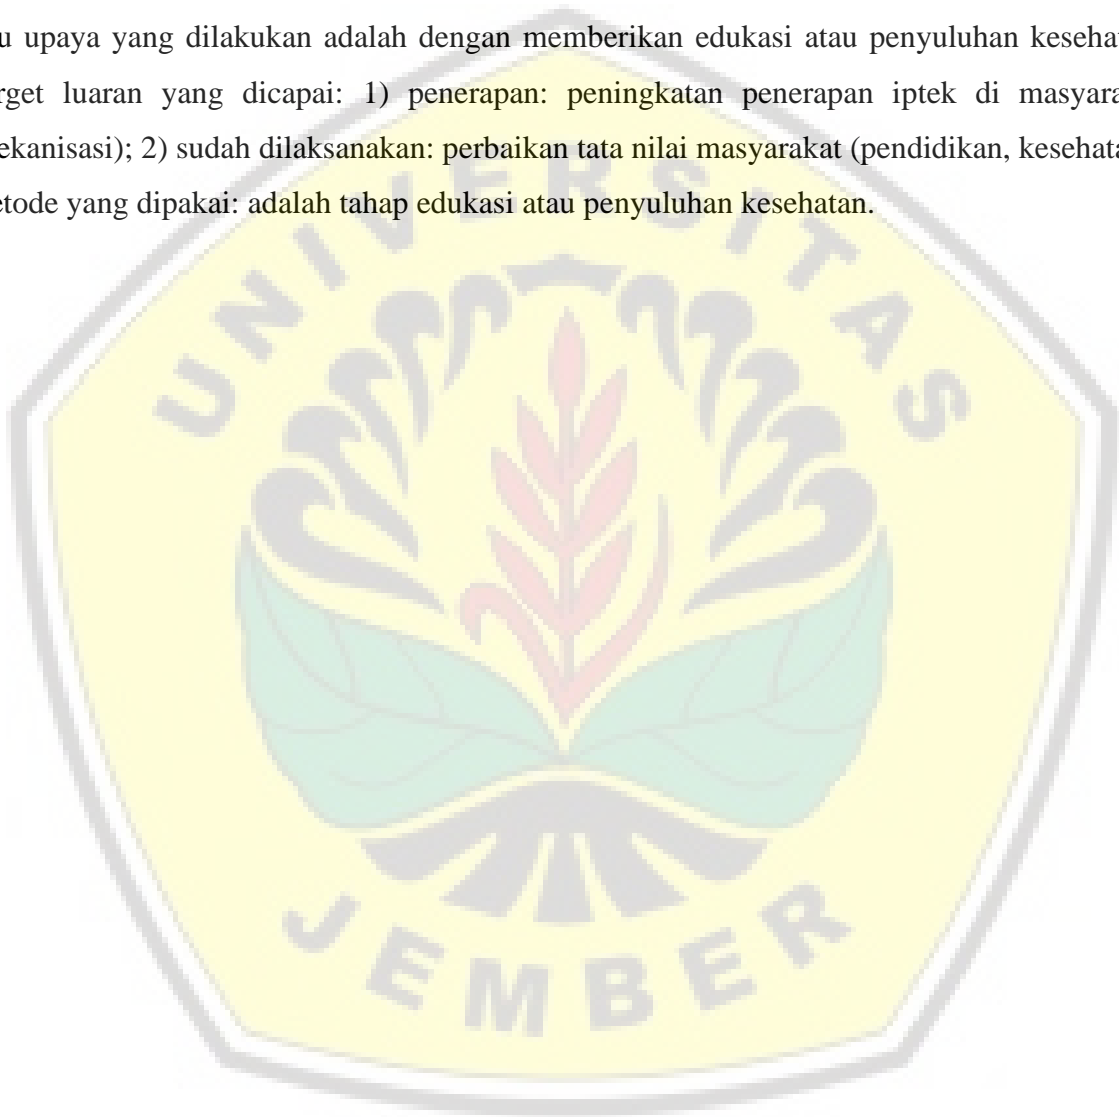 u upaya yang dilakukan adalah dengan memberikan edukasi atau penyuluhan kesehat
rget luaran yang dicapai: 1) penerapan: peningkatan penerapan iptek di masyara
ekanisasi); 2) sudah dilaksanakan: perbaikan tata nilai masyarakat (pendidikan, kesehata
etode yang dipakai: adalah tahap edukasi atau penyuluhan kesehatan.
UNIVERSITAS
JEMBER